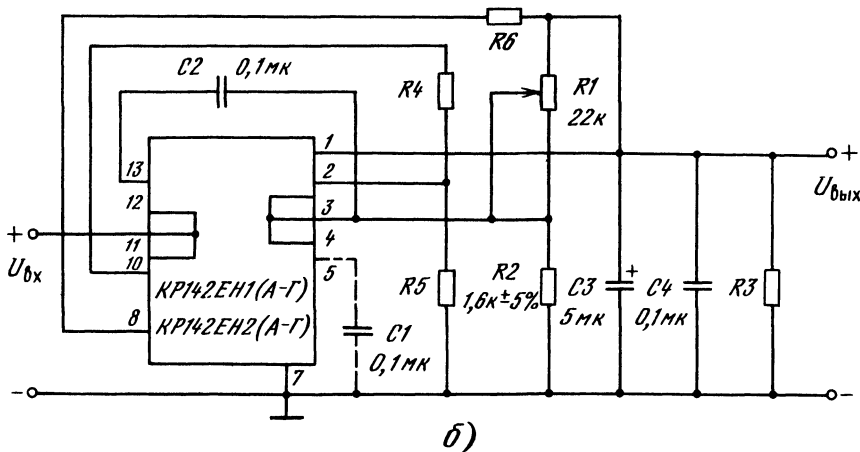 R6
C2
0,1мк
R4
R1
22к
1
2
3
4
5
13
12
11
10
8
7
+
Uвх
−
КР142ЕН1(А-Г)
КР142ЕН2(А-Г)
C1
0,1мк
R5
R2
1,6к±5%
C3
+
5мк
C4
0,1мк
R3
+
Uвых
−
б)